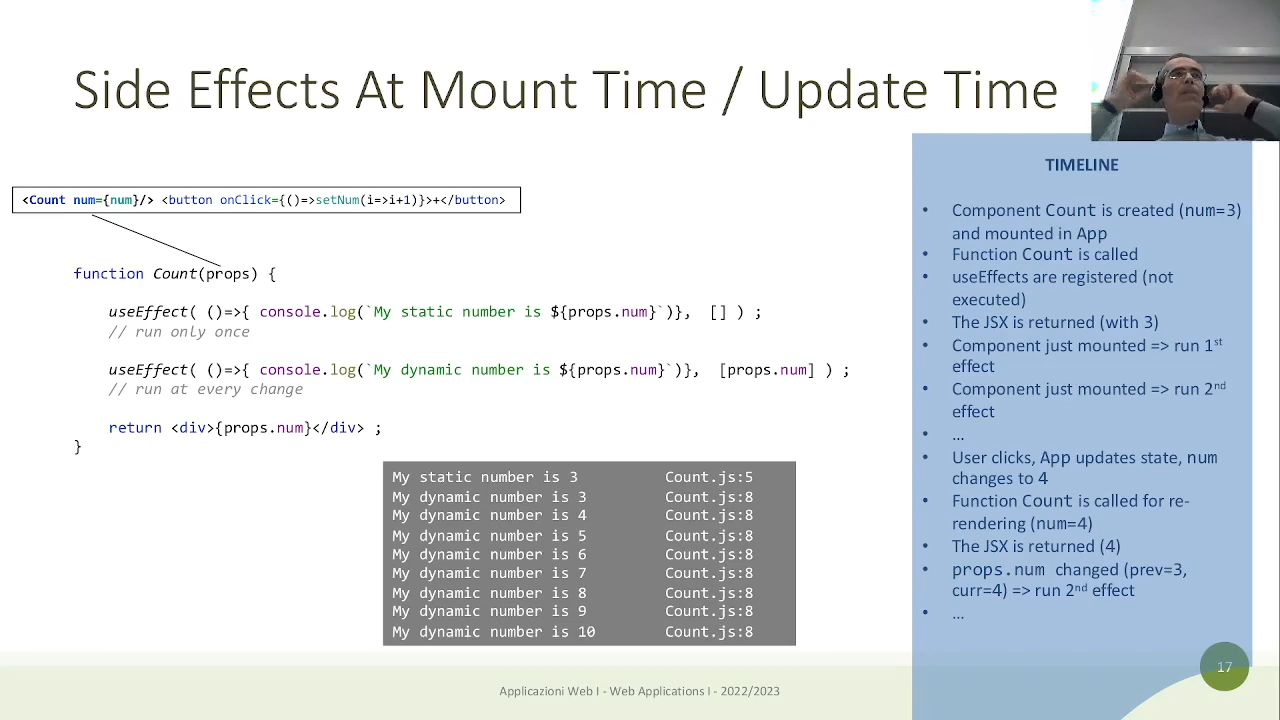 Side Effects At Mount Time / Update Time
<Count num={num}/> <button onClick={()=>setNum(i=>i+1)}>+</button>
function Count(props) {
useEffect( ()=>{ console.log(`My static number is ${props.num}`)}, [] ) ;
// run only once
useEffect( ()=>{ console.log(`My dynamic number is ${props.num}`)}, [props.num] ) ;
// run at every change
return <div>{props.num}</div> ;
}
My static number is 3 Count.js:5
My dynamic number is 3 Count.js:8
My dynamic number is 4 Count.js:8
My dynamic number is 5 Count.js:8
My dynamic number is 6 Count.js:8
My dynamic number is 7 Count.js:8
My dynamic number is 8 Count.js:8
My dynamic number is 9 Count.js:8
My dynamic number is 10 Count.js:8
TIMELINE
• Component Count is created (num=3)
and mounted in App
• Function Count is called
• useEffects are registered (not
executed)
• The JSX is returned (with 3)
• Component just mounted => run 1st
effect
• Component just mounted => run 2nd
effect
• …
• User clicks, App updates state, num
changes to 4
• Function Count is called for re-
rendering (num=4)
• The JSX is returned (4)
• props.num changed (prev=3,
curr=4) => run 2nd effect
• …
Applicazioni Web I - Web Applications I - 2022/2023
17